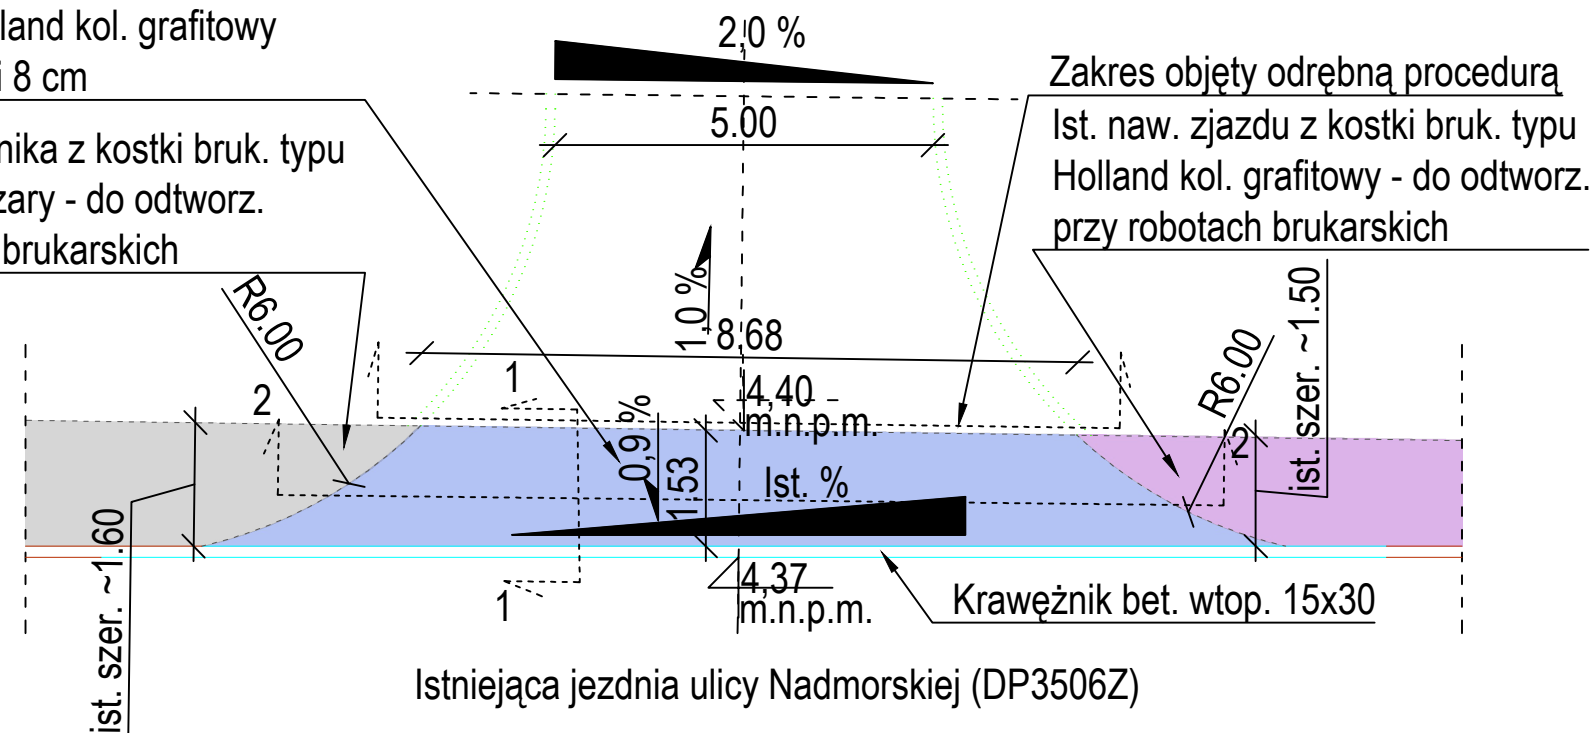 land kol. grafitowy
i 8 cm
nika z kostki bruk. typu
zary - do odtworz.
brukarskich
2,0 %
5.00
Zakres objęty odrębną procedurą
Ist. naw. zjazdu z kostki bruk. typu
Holland kol. grafitowy - do odtworz.
przy robotach brukarskich
R6.00
1,0 %
8.68
R6.00
ist. szer. ~1.50
1
2
4,40
m.n.p.m.
0,9 %
1.53
Ist. %
2
ist. szer. ~1.60
1
4,37
m.n.p.m.
Krawężnik bet. wtop. 15x30
Istniejąca jezdnia ulicy Nadmorskiej (DP3506Z)